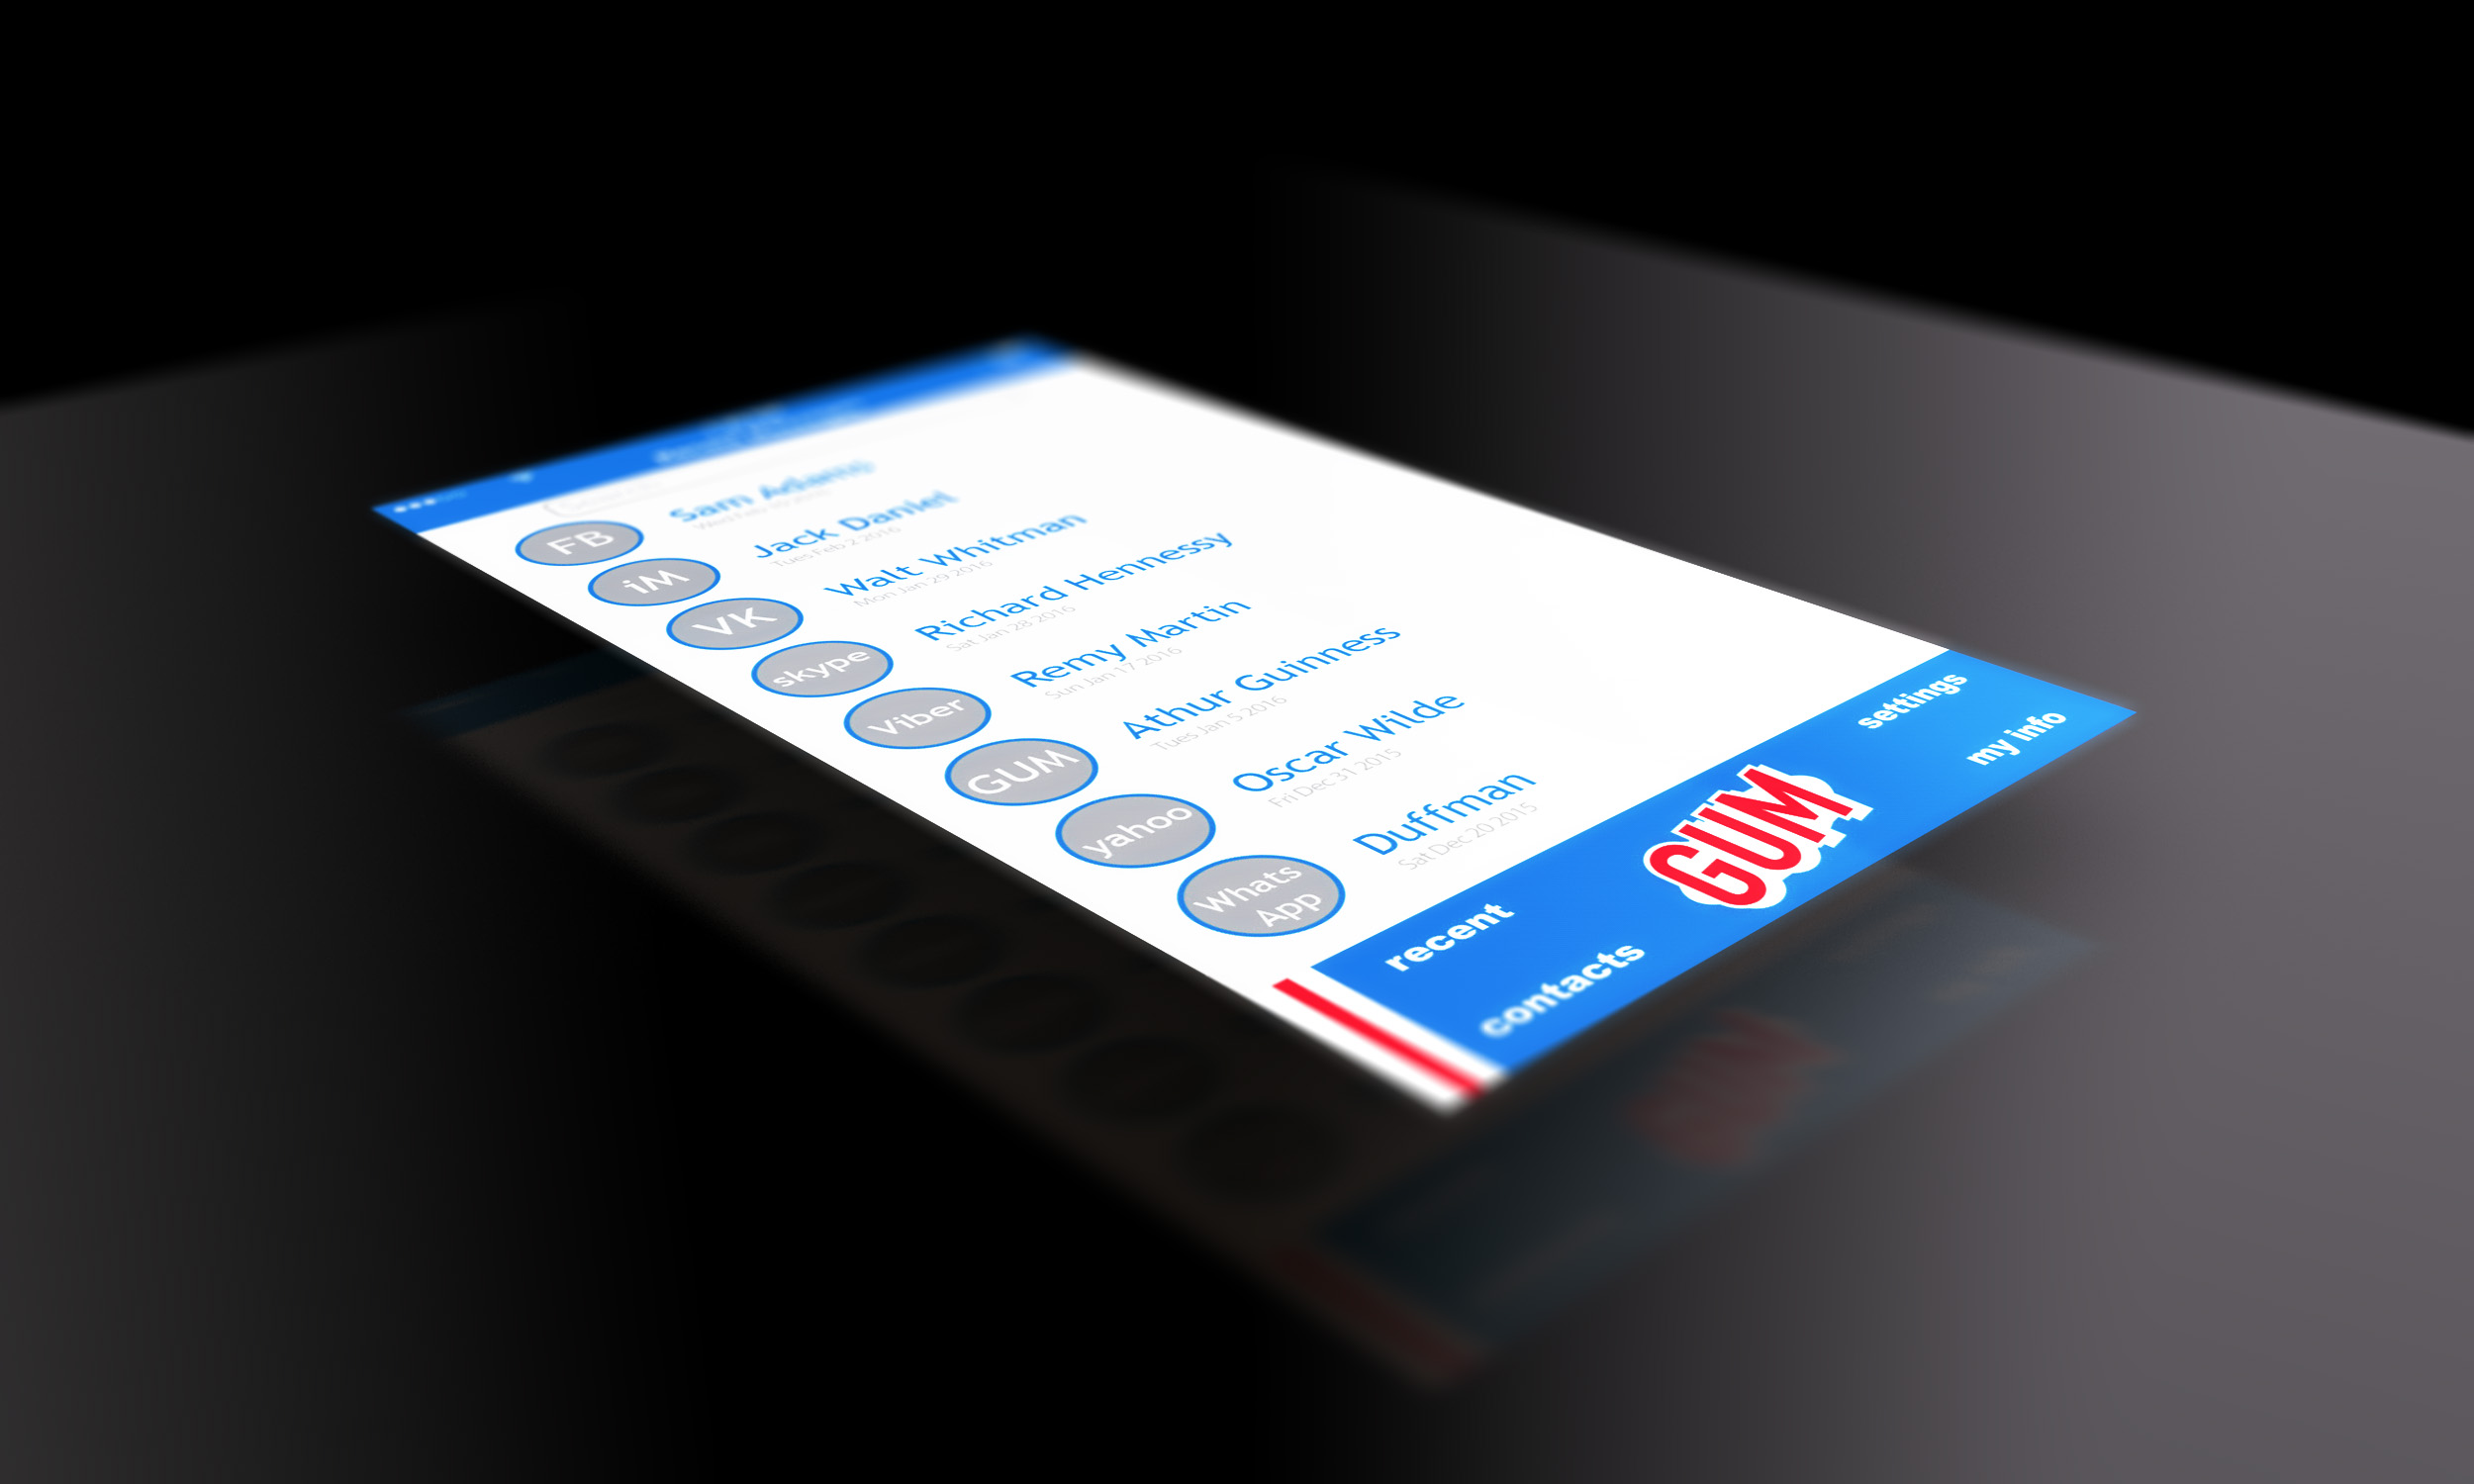 FB
Sam Adams
iM
Jack Daniel
Tues Feb 2 2016
VK
Walt Whitman
Mon Jan 29 2016
skype
Richard Hennessy
Sat Jan 28 2016
Viber
Remy Martin
Sun Jan 17 2016
GUM
Athur Guinness
Tues Jan 5 2016
yahoo
Oscar Wilde
Fri Dec 31 2015
Whats
App
Duffman
Sat Dec 20 2015
recent
contacts
GUM
settings
my info